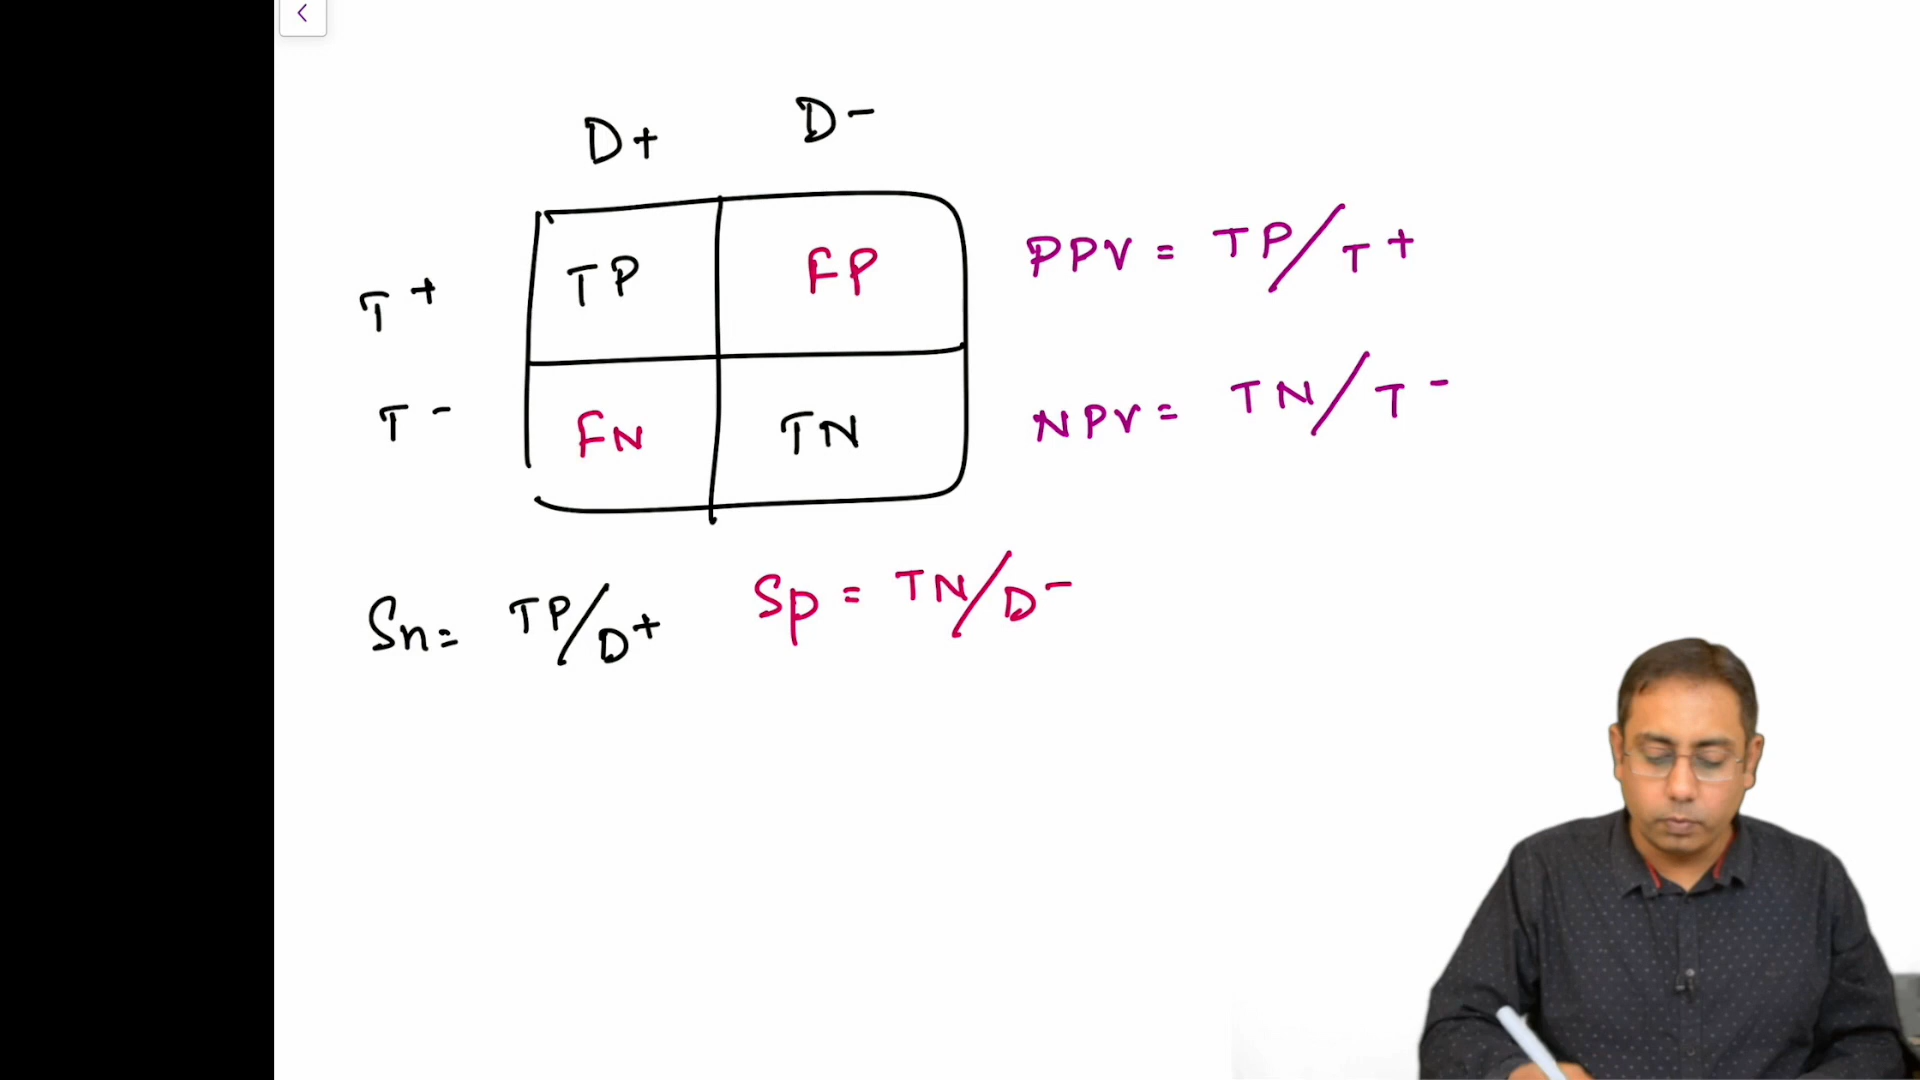 D+ D-
T+ TP FP PPV = TP/T+
T- FN TN NPV = TN/T-
Sn= TP/D+ Sp = TN/D-